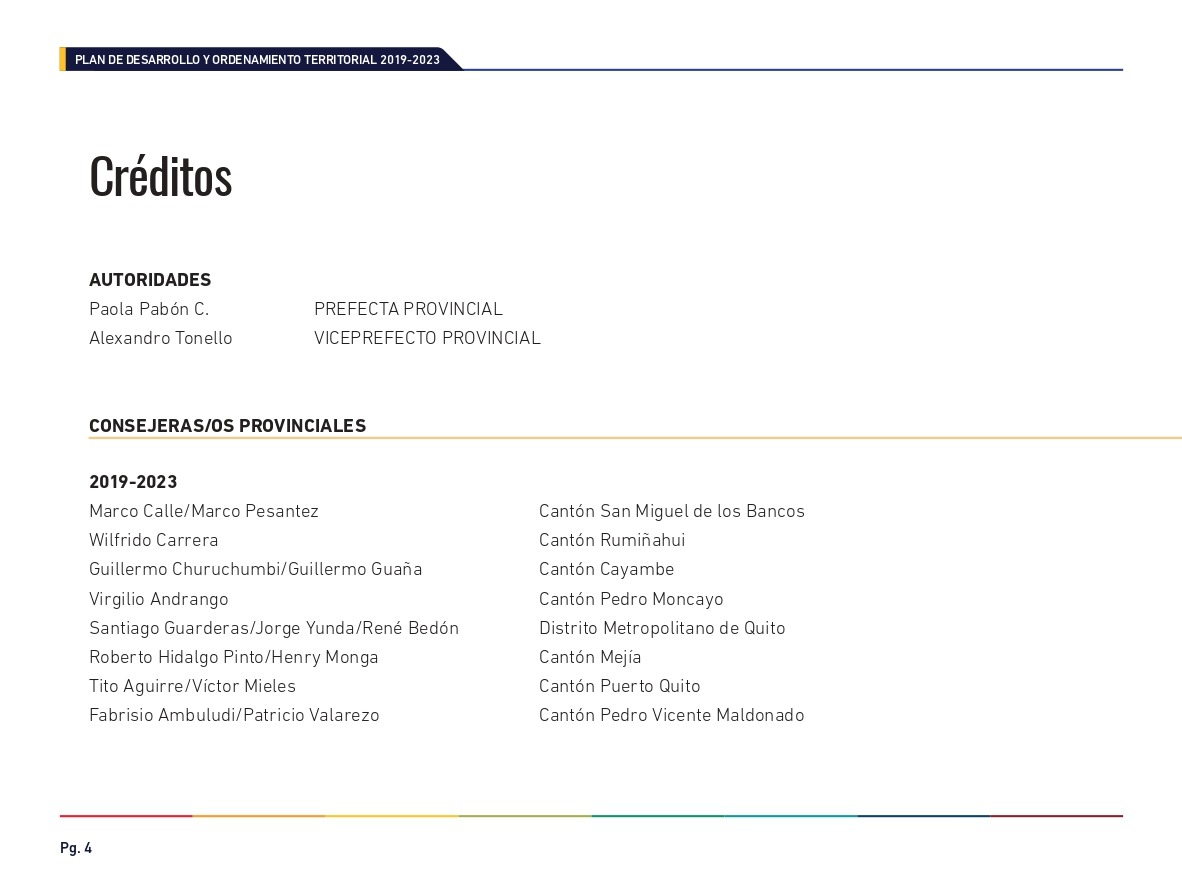 PLAN DE DESARROLLO Y ORDENAMIENTO TERRITORIAL 2019-2023
Créditos
AUTORIDADES
Paola Pabón C. PREFECTA PROVINCIAL
Alexandro Tonello VICEPREFECTO PROVINCIAL
CONSEJERAS/OS PROVINCIALES
2019-2023
Marco Calle/Marco Pesantez Cantón San Miguel de los Bancos
Wilfrido Carrera Cantón Rumiñahui
Guillermo Churuchumbi/Guillermo Guaña Cantón Cayambe
Virgilio Andrango Cantón Pedro Moncayo
Santiago Guarderas/Jorge Yunda/René Bedón Distrito Metropolitano de Quito
Roberto Hidalgo Pinto/Henry Monga Cantón Mejía
Tito Aguirre/Víctor Mieles Cantón Puerto Quito
Fabrisio Ambuludi/Patricio Valarezo Cantón Pedro Vicente Maldonado
Pg. 4